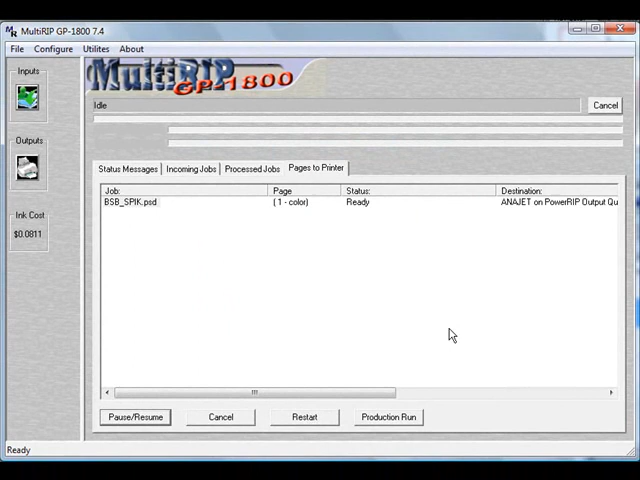 MultiRIP GP-1800 7.4
File Configure Utilites About
Inputs
MultiRIP
GP-1800
Idle
Cancel
Outputs
Status Messages Incoming Jobs Processed Jobs Pages to Printer
Job: Page Status: Destination:
BSB_SPIK.psd ( 1 - color) Ready ANAJET on PowerRIP Output Qu
Ink Cost
$0.0811
Pause/Resume Cancel Restart Production Run
Ready